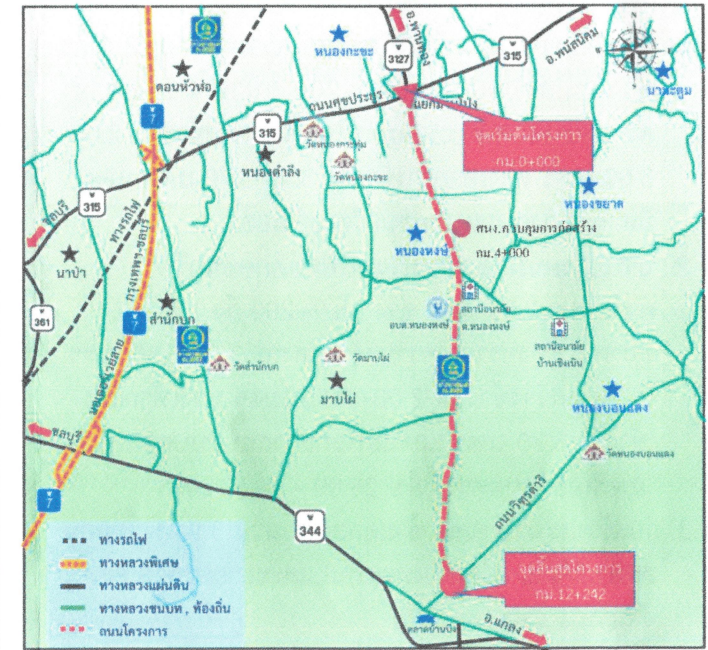 อ.พานทอง
3127
315
อ.พนัสนิคม
N
หนองกะขะ
ดอนหัวฬ่อ
นามะตูม
ถนนศุขประยูร
7
315
วัดหนองกะขะ
หนองตำลึง
จุดเริ่มต้นโครงการ
กม.0+000
หนองขยาด
315
ชลบุรี
ทางรถไฟ
กรุงเทพฯ-ชลบุรี
หนองหงษ์
สนง.ควบคุมการก่อสร้าง
กม.4+000
นาป่า
361
สำนักบก
7
อบต.หนองหงษ์
สถานีอนามัย
ต.หนองหงษ์
สถานีอนามัย
บ้านเชิดเนิน
วัดสำนักบก
วัดมาบไผ่
มาบไผ่
มอเตอร์เวย์สาย
หนองบอนแดง
ชลบุรี
วัดหนองบอนแดง
7
344
ถนนวิฑูรดำริ
ทางรถไฟ
ทางหลวงพิเศษ
ทางหลวงแผ่นดิน
ทางหลวงชนบท , ท้องถิ่น
ถนนโครงการ
จุดสิ้นสุดโครงการ
กม.12+242
ตลาดบ้านบึง
อ.แกลง